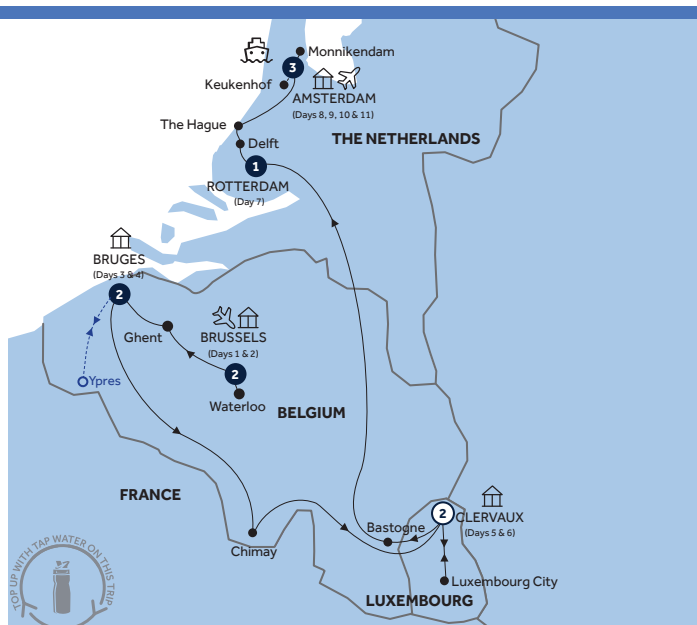 Monnikendam
3
Keukenhof
AMSTERDAM
(Days 8, 9, 10 & 11)
The Hague
THE NETHERLANDS
Delft
1
ROTTERDAM
(Day 7)
BRUGES
(Days 3 & 4)
2
Ghent
BRUSSELS
(Days 1 & 2)
2
Ypres
Waterloo
BELGIUM
FRANCE
2
CLERVAUX
(Days 5 & 6)
Bastogne
Chimay
Luxembourg City
LUXEMBOURG
TOP UP WITH TAP WATER ON THIS TRIP